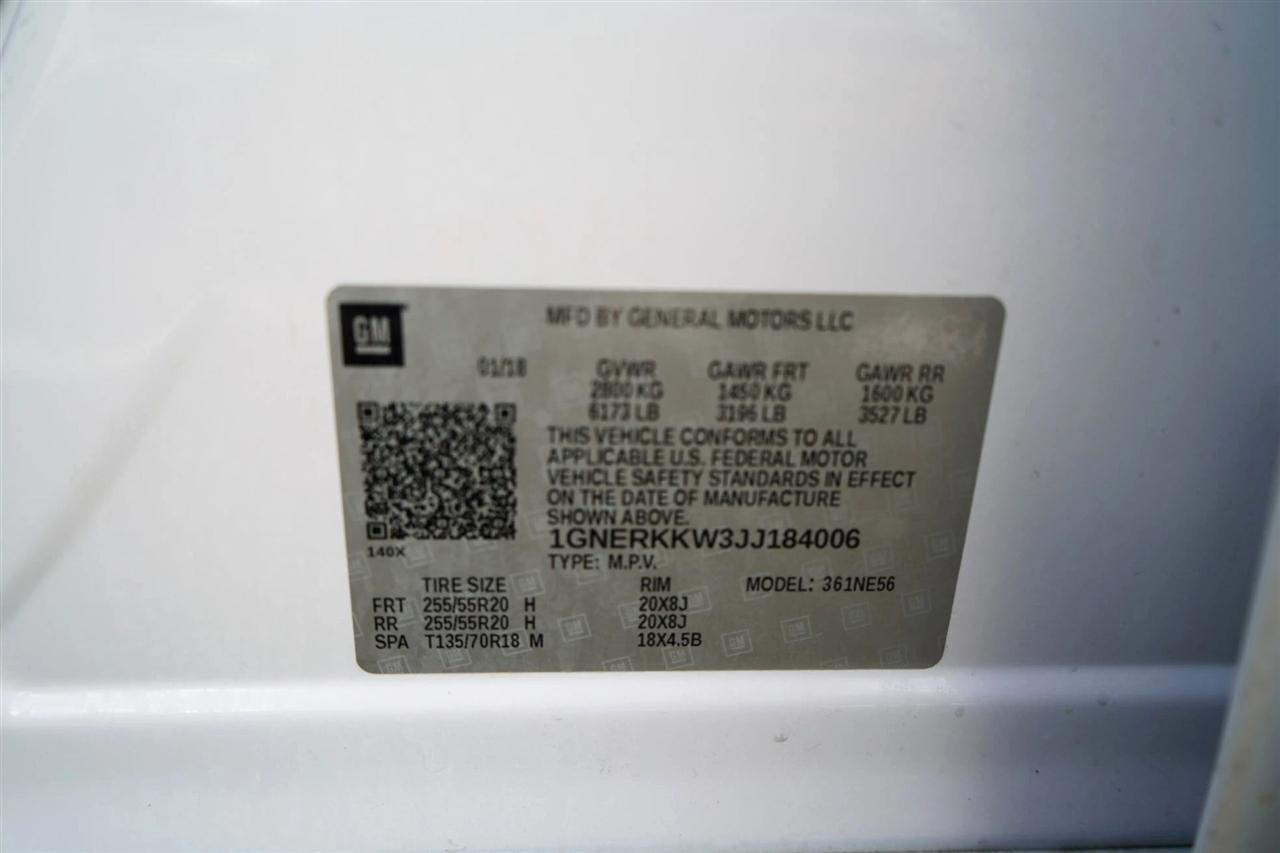 GM
MFD BY GENERAL MOTORS LLC
01/18 GVWR GAWR FRT GAWR RR
2800 KG 1450 KG 1600 KG
6173 LB 3196 LB 3527 LB
THIS VEHICLE CONFORMS TO ALL
APPLICABLE U.S. FEDERAL MOTOR
VEHICLE SAFETY STANDARDS IN EFFECT
ON THE DATE OF MANUFACTURE
SHOWN ABOVE.
1GNERKKW3JJ184006
140X
TYPE: M.P.V.
TIRE SIZE RIM MODEL: 361NE56
FRT 255/55R20 H 20X8J
RR 255/55R20 H 20X8J
SPA T135/70R18 M 18X4.5B